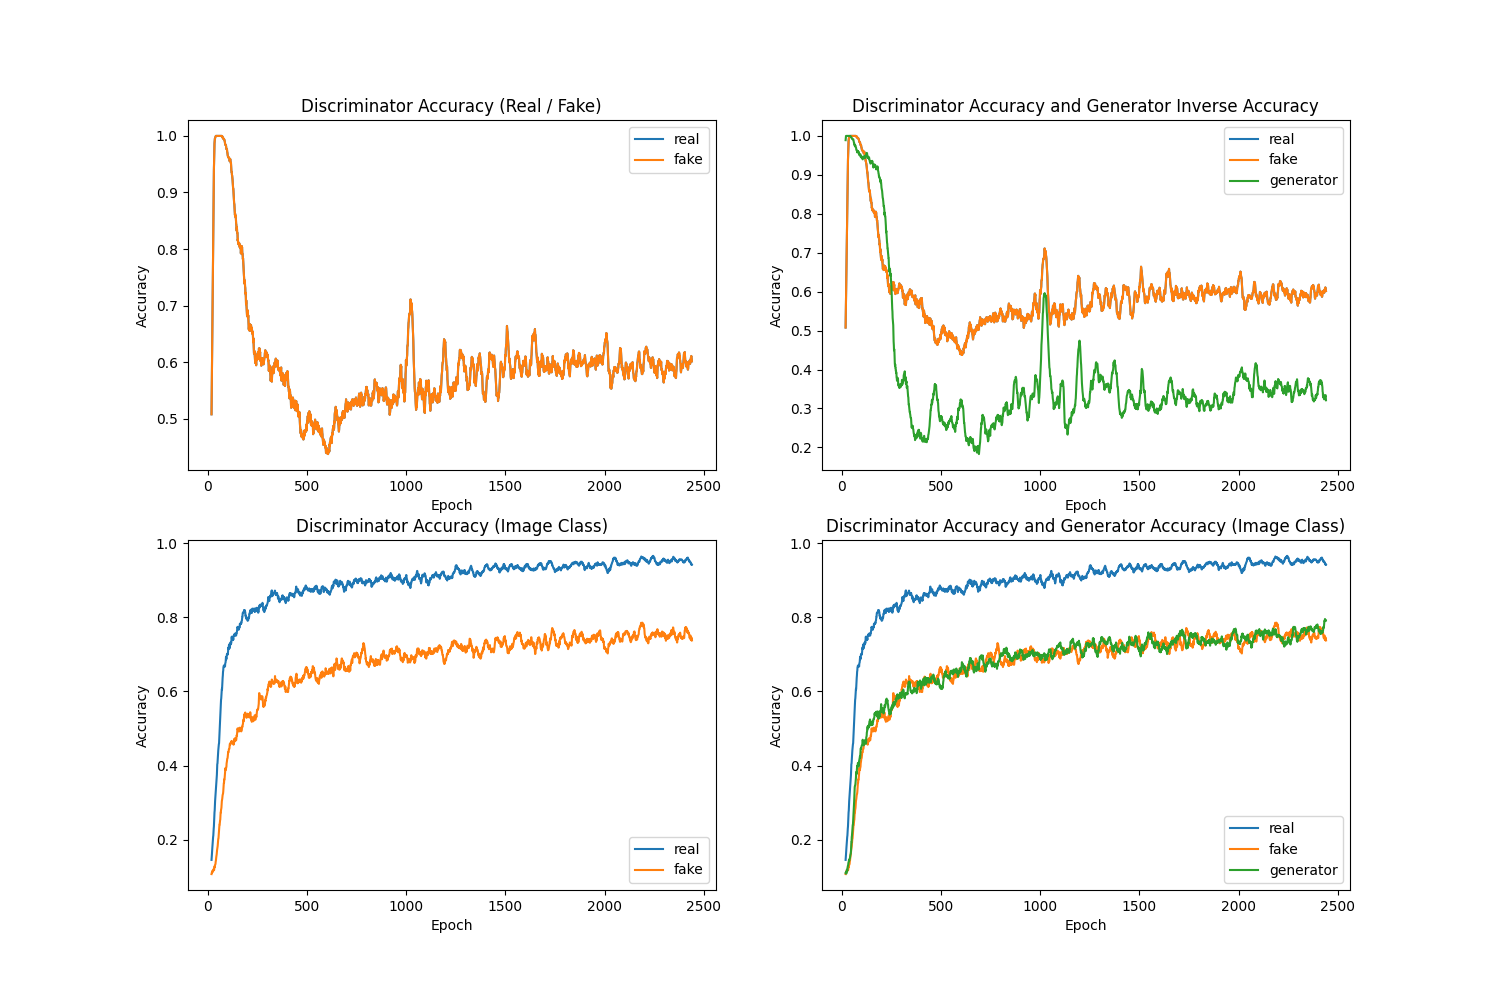 Discriminator Accuracy (Real / Fake)
1.0
0.9
0.8
0.7
0.6
0.5
Accuracy
0
500
1000
1500
2000
2500
Epoch
real
fake
Discriminator Accuracy and Generator Inverse Accuracy
1.0
0.9
0.8
0.7
0.6
0.5
0.4
0.3
0.2
Accuracy
0
500
1000
1500
2000
2500
Epoch
real
fake
generator
Discriminator Accuracy (Image Class)
1.0
0.8
0.6
0.4
0.2
Accuracy
0
500
1000
1500
2000
2500
Epoch
real
fake
Discriminator Accuracy and Generator Accuracy (Image Class)
1.0
0.8
0.6
0.4
0.2
Accuracy
0
500
1000
1500
2000
2500
Epoch
real
fake
generator